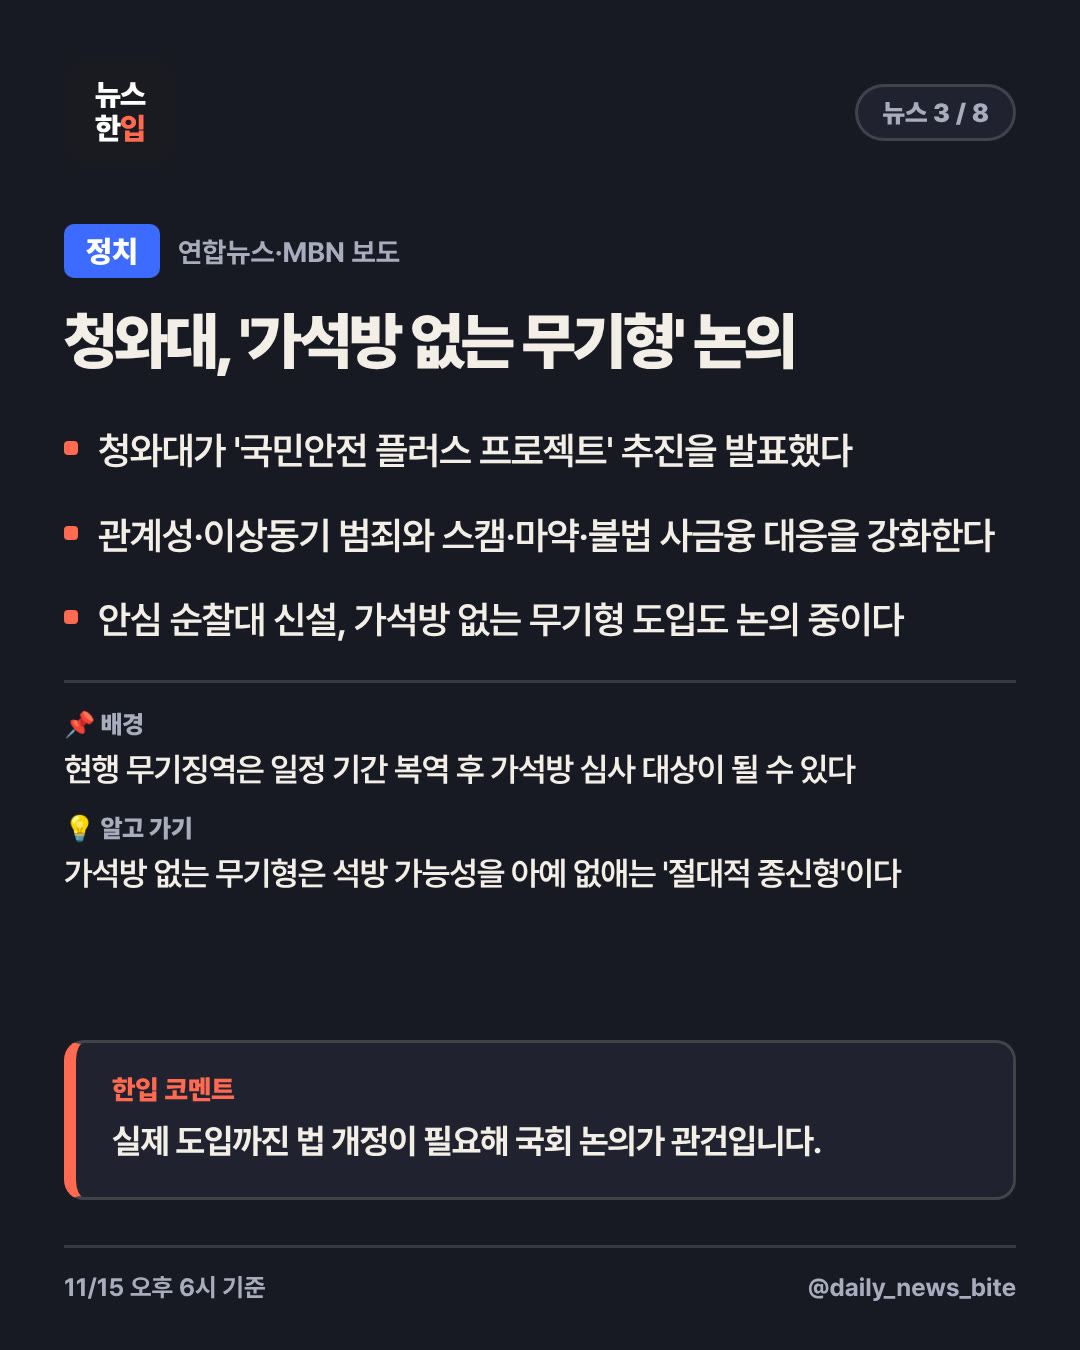 뉴스
한입
뉴스 3 / 8
정치
연합뉴스·MBN 보도
청와대, '가석방 없는 무기형' 논의
청와대가 '국민안전 플러스 프로젝트' 추진을 발표했다
관계성·이상동기 범죄와 스캠·마약·불법 사금융 대응을 강화한다
안심 순찰대 신설, 가석방 없는 무기형 도입도 논의 중이다
📌 배경
현행 무기징역은 일정 기간 복역 후 가석방 심사 대상이 될 수 있다
💡 알고 가기
가석방 없는 무기형은 석방 가능성을 아예 없애는 '절대적 종신형'이다
한입 코멘트
실제 도입까진 법 개정이 필요해 국회 논의가 관건입니다.
11/15 오후 6시 기준
@daily_news_bite